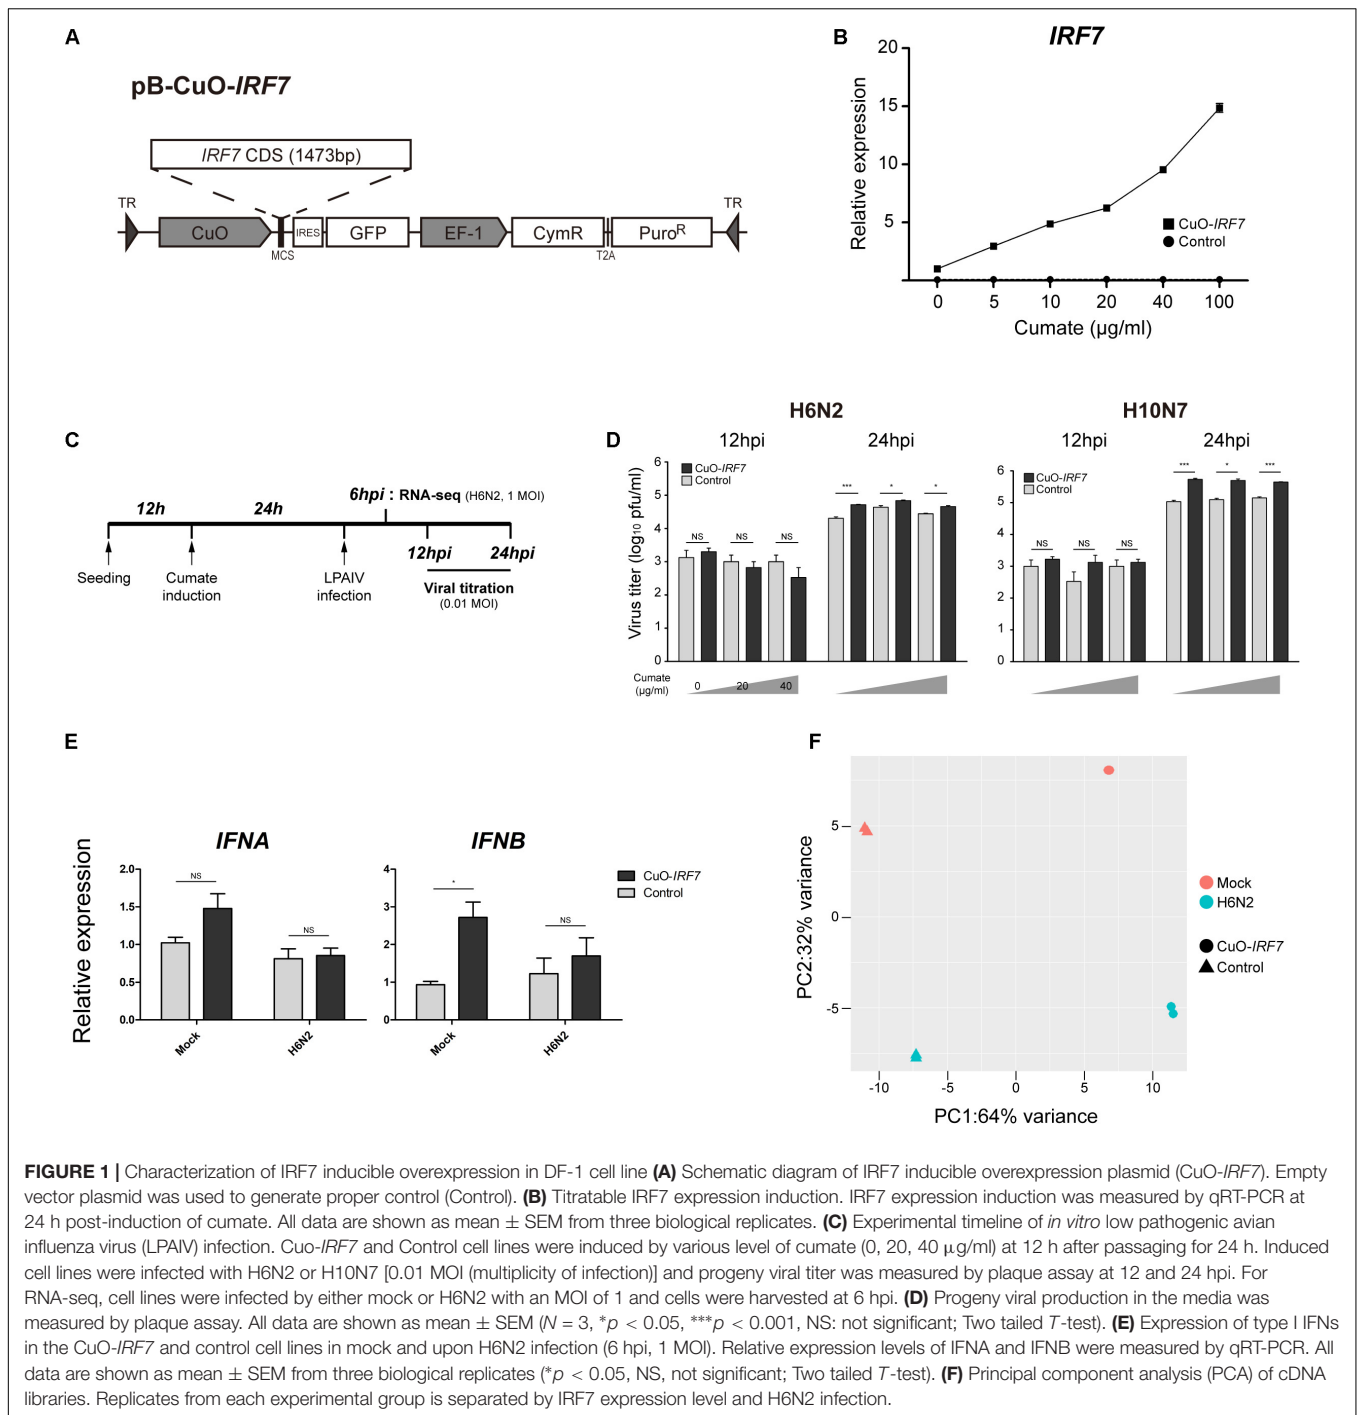 A
pB-CuO-IRF7
IRF7 CDS (1473bp)
TR
TR
CuO
IRES
GFP
EF-1
CymR
Puro^R
MCS
T2A
B
IRF7
Relative expression
20
15
10
5
CuO-IRF7
Control
0
5
10
20
40
100
Cumate (µg/ml)
C
6hpi : RNA-seq (H6N2, 1 MOI)
12h
24h
12hpi
24hpi
Seeding
Cumate
induction
LPAIV
infection
Viral titration
(0.01 MOI)
D
H6N2
12hpi
24hpi
Virus titer (log10 pfu/ml)
6
5
4
3
2
1
0
CuO-IRF7
Control
NS
NS
NS
***
*
*
Cumate
(µg/ml)
0
20
40
H10N7
12hpi
24hpi
6
5
4
3
2
1
0
CuO-IRF7
Control
NS
NS
NS
***
*
***
E
Relative expression
IFNA
2.0
1.5
1.0
0.5
0.0
NS
NS
Mock
H6N2
IFNB
4
3
2
1
0
*
NS
Mock
H6N2
CuO-IRF7
Control
F
PC2:32% variance
5
0
-5
-10
-5
0
5
10
PC1:64% variance
Mock
H6N2
CuO-IRF7
Control
FIGURE 1 | Characterization of IRF7 inducible overexpression in DF-1 cell line (A) Schematic diagram of IRF7 inducible overexpression plasmid (CuO-IRF7). Empty
vector plasmid was used to generate proper control (Control). (B) Titratable IRF7 expression induction. IRF7 expression induction was measured by qRT-PCR at
24 h post-induction of cumate. All data are shown as mean ± SEM from three biological replicates. (C) Experimental timeline of in vitro low pathogenic avian
influenza virus (LPAIV) infection. Cuo-IRF7 and Control cell lines were induced by various level of cumate (0, 20, 40 µg/ml) at 12 h after passaging for 24 h. Induced
cell lines were infected with H6N2 or H10N7 [0.01 MOI (multiplicity of infection)] and progeny viral titer was measured by plaque assay at 12 and 24 hpi. For
RNA-seq, cell lines were infected by either mock or H6N2 with an MOI of 1 and cells were harvested at 6 hpi. (D) Progeny viral production in the media was
measured by plaque assay. All data are shown as mean ± SEM (N = 3, *p < 0.05, ***p < 0.001, NS: not significant; Two tailed T-test). (E) Expression of type I IFNs
in the CuO-IRF7 and control cell lines in mock and upon H6N2 infection (6 hpi, 1 MOI). Relative expression levels of IFNA and IFNB were measured by qRT-PCR. All
data are shown as mean ± SEM from three biological replicates (*p < 0.05, NS, not significant; Two tailed T-test). (F) Principal component analysis (PCA) of cDNA
libraries. Replicates from each experimental group is separated by IRF7 expression level and H6N2 infection.